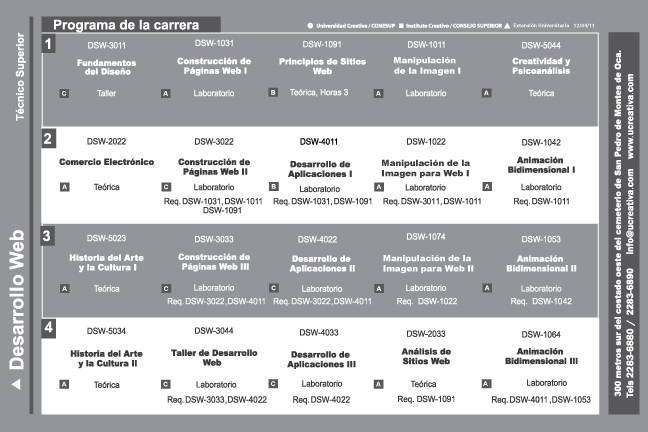 Programa de la carrera
● Universidad Creativa / CONESUP ■ Instituto Creativo / CONSEJO SUPERIOR ▲ Extensión Universitaria 12/04/11
Técnico Superior
▲ Desarrollo Web
1
DSW-3011 DSW-1031 DSW-1091 DSW-1011 DSW-5044
Fundamentos Construcción de Principios de Sitios Manipulación Creatividad y
del Diseño Páginas Web I Web de la Imagen I Psicoanálisis
C Taller A Laboratorio B Teórica, Horas 3 A Laboratorio A Teórica
2
DSW-2022 DSW-3022 DSW-4011 DSW-1022 DSW-1042
Comercio Electrónico Construcción de Desarrollo de Manipulación de la Animación
Páginas Web II Aplicaciones I Imagen para Web I Bidimensional I
A Teórica C Laboratorio B Laboratorio A Laboratorio A Laboratorio
Req. DSW-1031, DSW-1011 Req. DSW-1031, DSW-1091 Req. DSW-3011, DSW-1011 Req. DSW-1011
DSW-1091
3
DSW-5023 DSW-3033 DSW-4022 DSW-1074 DSW-1053
Historia del Arte Construcción de Desarrollo de Manipulación de la Animación
y la Cultura I Páginas Web III Aplicaciones II Imagen para Web II Bidimensional II
A Teórica C Laboratorio C Laboratorio A Laboratorio A Laboratorio
Req. DSW-3022, DSW-4011 Req. DSW-3022, DSW-4011 Req. DSW-1022 Req. DSW-1042
4
DSW-5034 DSW-3044 DSW-4033 DSW-2033 DSW-1064
Historia del Arte Taller de Desarrollo Desarrollo de Análisis de Animación
y la Cultura II Web Aplicaciones III Sitios Web Bidimensional III
A Teórica C Laboratorio C Laboratorio A Teórica A Laboratorio
Req. DSW-3033, DSW-4022 Req. DSW-4022 Req. DSW-1091 Req. DSW-4011, DSW-1053
300 metros sur del costado oeste del cementerio de San Pedro de Montes de Oca.
Tels 2283-6880 / 2283-6890 Info@ucreativa.com www.ucreativa.com